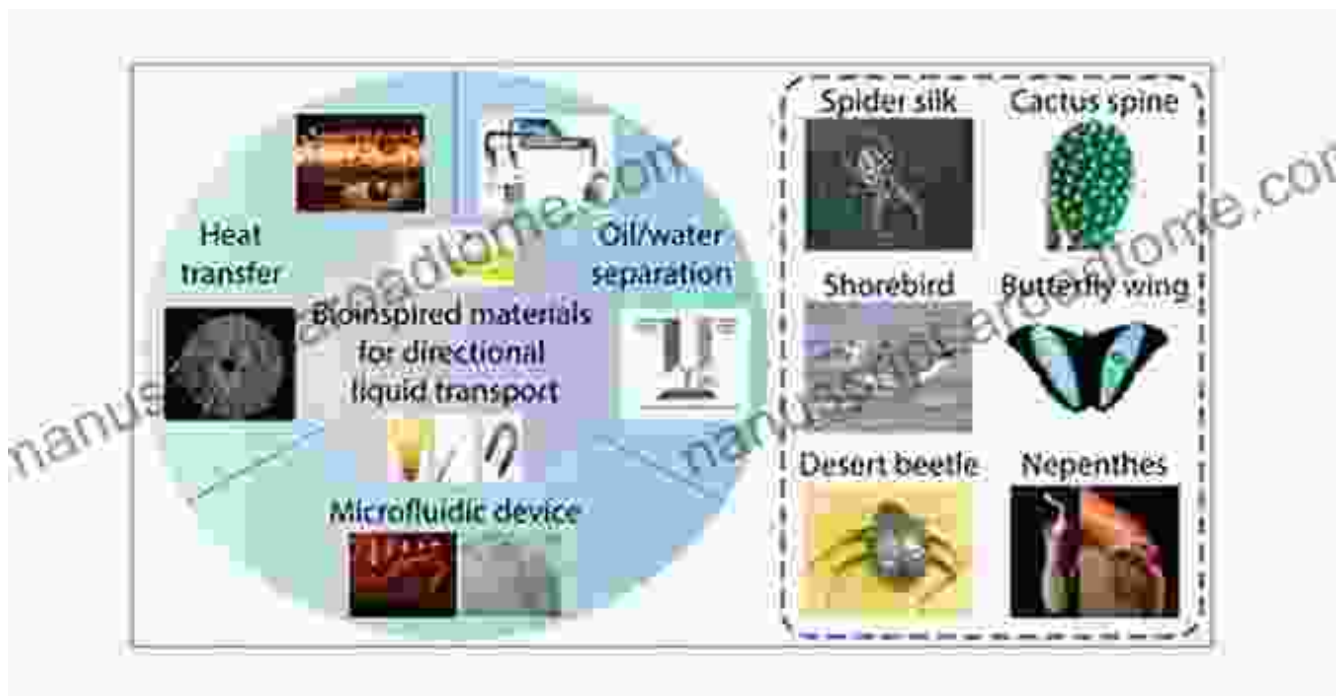 Heat
transfer
Oil/water
separation
Bioinspired materials
for directional
liquid transport
Microfluidic device
Spider silk
Cactus spine
Shorebird
Butterfly wing
Desert beetle
Nepenthes